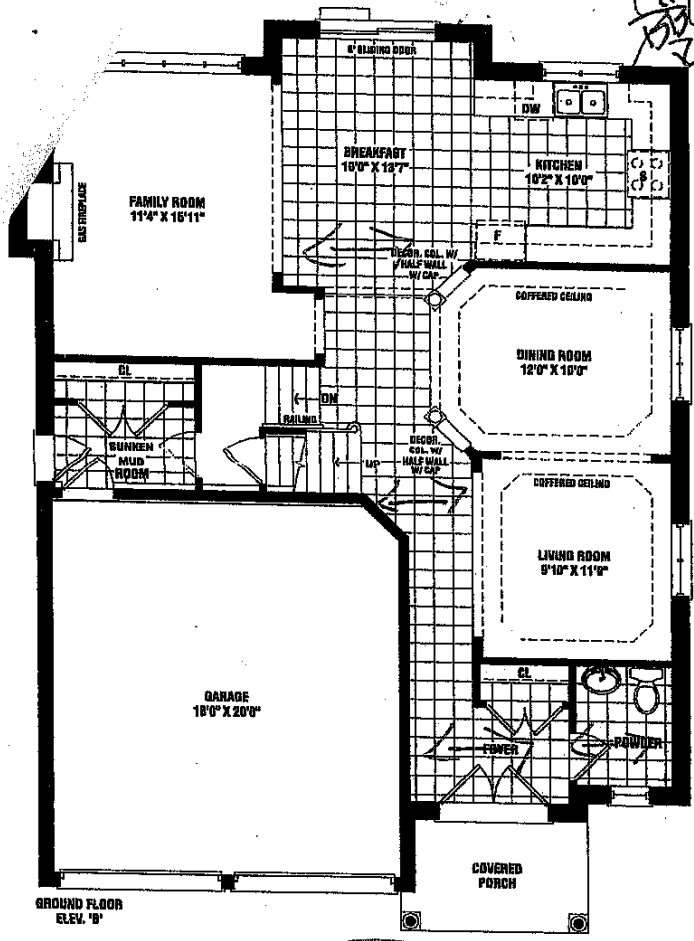 6' SLIDING DOOR
DW
BREAKFAST
10'0" X 13'7"
KITCHEN
10'2" X 10'0"
S
FAMILY ROOM
11'4" X 15'11"
GAS FIREPLACE
F
DECOR. COL. W/
HALF WALL
W/ CAP
COFFERED CEILING
DINING ROOM
12'0" X 10'0"
CL
DN
RAILING
SUNKEN
MUD
ROOM
UP
DECOR.
COL. W/
HALF WALL
W/ CAP
COFFERED CEILING
LIVING ROOM
9'10" X 11'9"
CL
GARAGE
18'0" X 20'0"
FOYER
POWDER
COVERED
PORCH
GROUND FLOOR
ELEV. 'B'